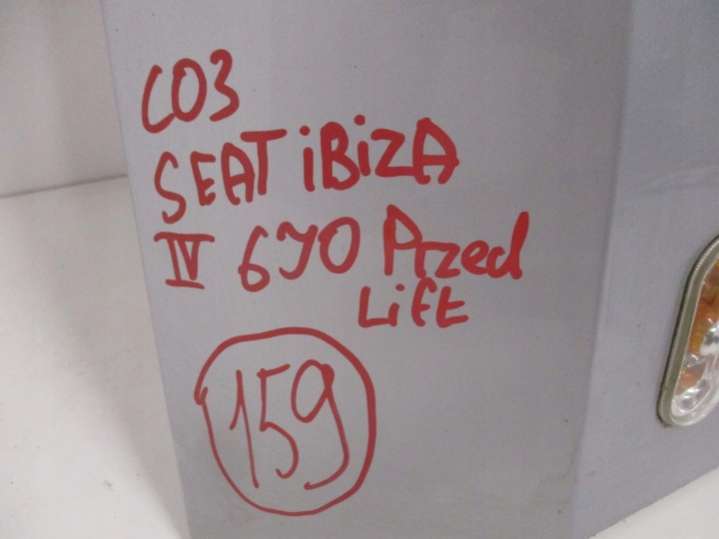 C03
SEAT iBiZA
IV 6J0 Przed
Lift
159